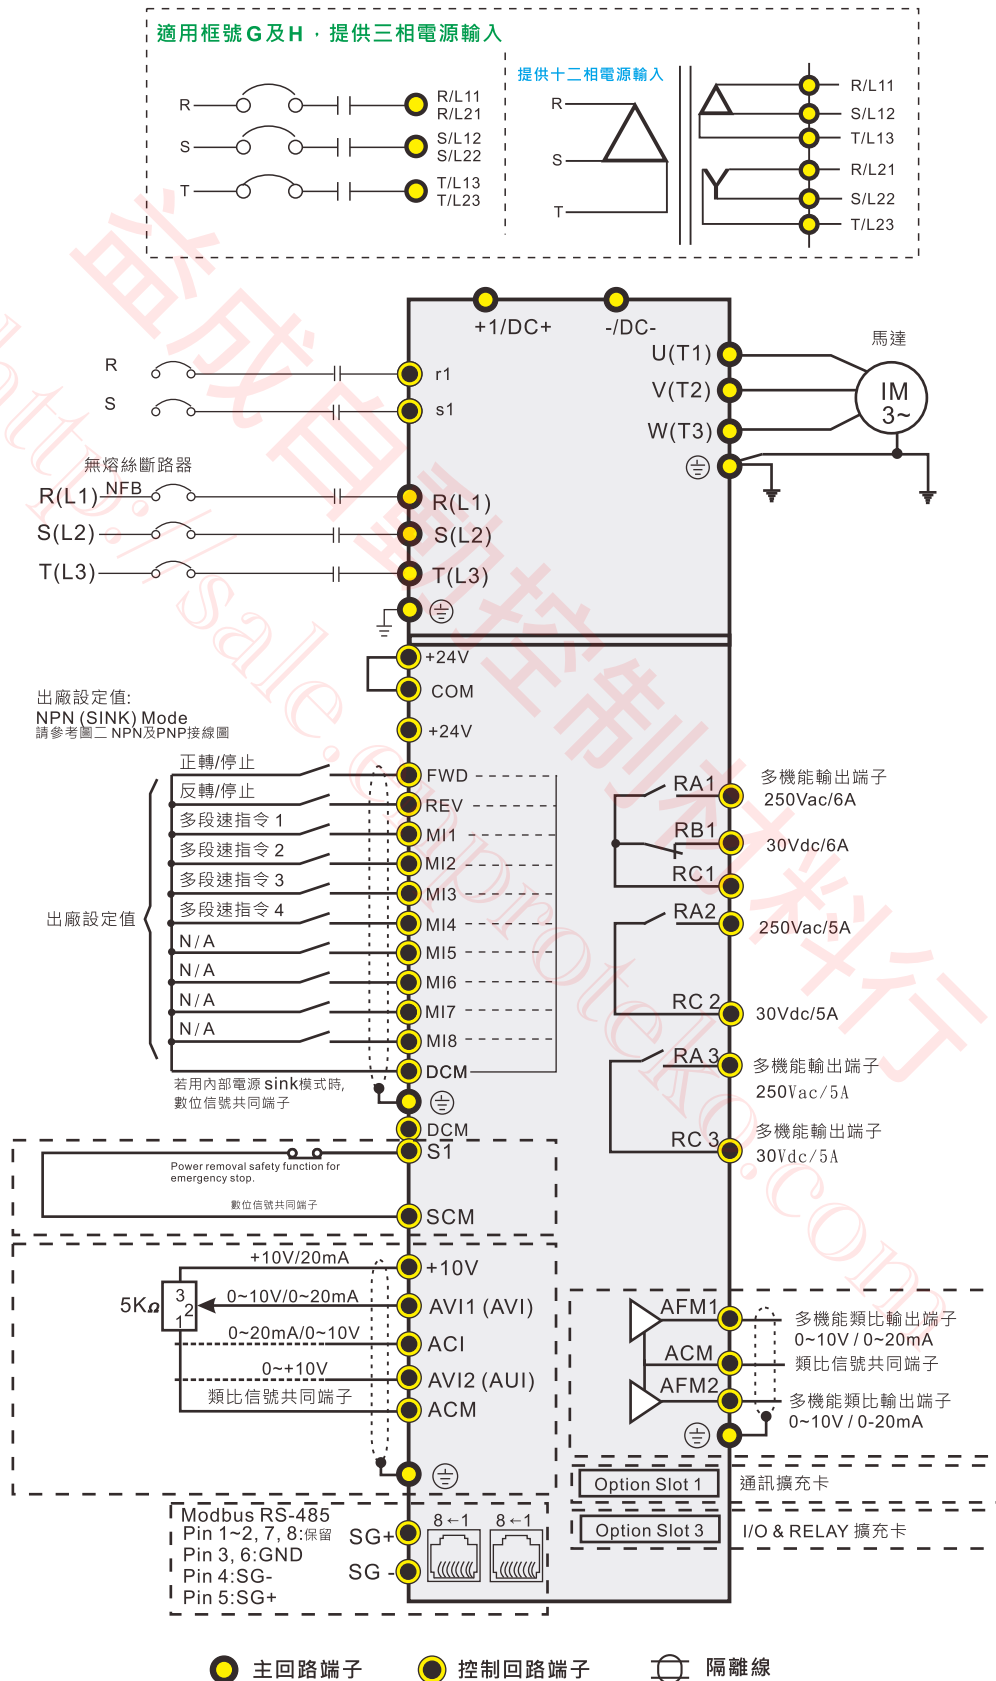 適用框號G及H，提供三相電源輸入
R
R/L11
R/L21
S
S/L12
S/L22
T
T/L13
T/L23
提供十二相電源輸入
R
S
T
R/L11
S/L12
T/L13
R/L21
S/L22
T/L23
+1/DC+
-/DC-
R
r1
S
s1
無熔絲斷路器
R(L1)
NFB
R(L1)
S(L2)
S(L2)
T(L3)
T(L3)
U(T1)
V(T2)
W(T3)
馬達
IM
3~
+24V
COM
+24V
出廠設定值:
NPN (SINK) Mode
請參考圖二 NPN及PNP接線圖
出廠設定值
正轉/停止
FWD
反轉/停止
REV
多段速指令 1
MI1
多段速指令 2
MI2
多段速指令 3
MI3
多段速指令 4
MI4
N/A
MI5
N/A
MI6
N/A
MI7
N/A
MI8
DCM
若用內部電源 sink模式時,
數位信號共同端子
DCM
RA1
多機能輸出端子
250Vac/6A
RB1
30Vdc/6A
RC1
RA2
250Vac/5A
RC 2
30Vdc/5A
RA 3
多機能輸出端子
250Vac/5A
RC 3
多機能輸出端子
30Vdc/5A
S1
Power removal safety function for
emergency stop.
數位信號共同端子
SCM
+10V/20mA
+10V
5KΩ
3
2
1
0~10V/0~20mA
AVI1 (AVI)
0~20mA/0~10V
ACI
0~+10V
AVI2 (AUI)
類比信號共同端子
ACM
AFM1
多機能類比輸出端子
0~10V / 0~20mA
ACM
類比信號共同端子
AFM2
多機能類比輸出端子
0~10V / 0-20mA
Option Slot 1
通訊擴充卡
Option Slot 3
I/O & RELAY 擴充卡
Modbus RS-485
Pin 1~2, 7, 8:保留
Pin 3, 6:GND
Pin 4:SG-
Pin 5:SG+
SG+
SG -
8←1
8←1
主回路端子
控制回路端子
隔離線
益成自動控制材料行
http://sale.enproteko.com